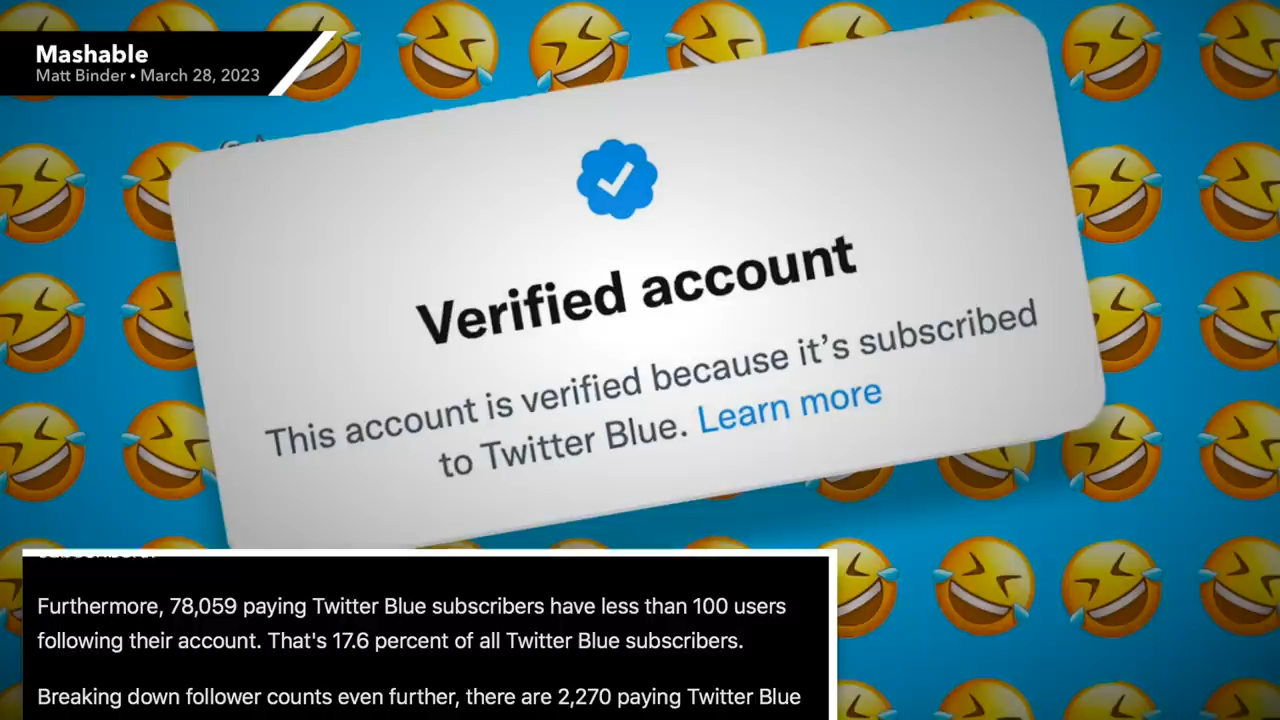 Mashable
Matt Binder • March 28, 2023
Verified account
This account is verified because it’s subscribed
to Twitter Blue. Learn more
Furthermore, 78,059 paying Twitter Blue subscribers have less than 100 users
following their account. That's 17.6 percent of all Twitter Blue subscribers.
Breaking down follower counts even further, there are 2,270 paying Twitter Blue